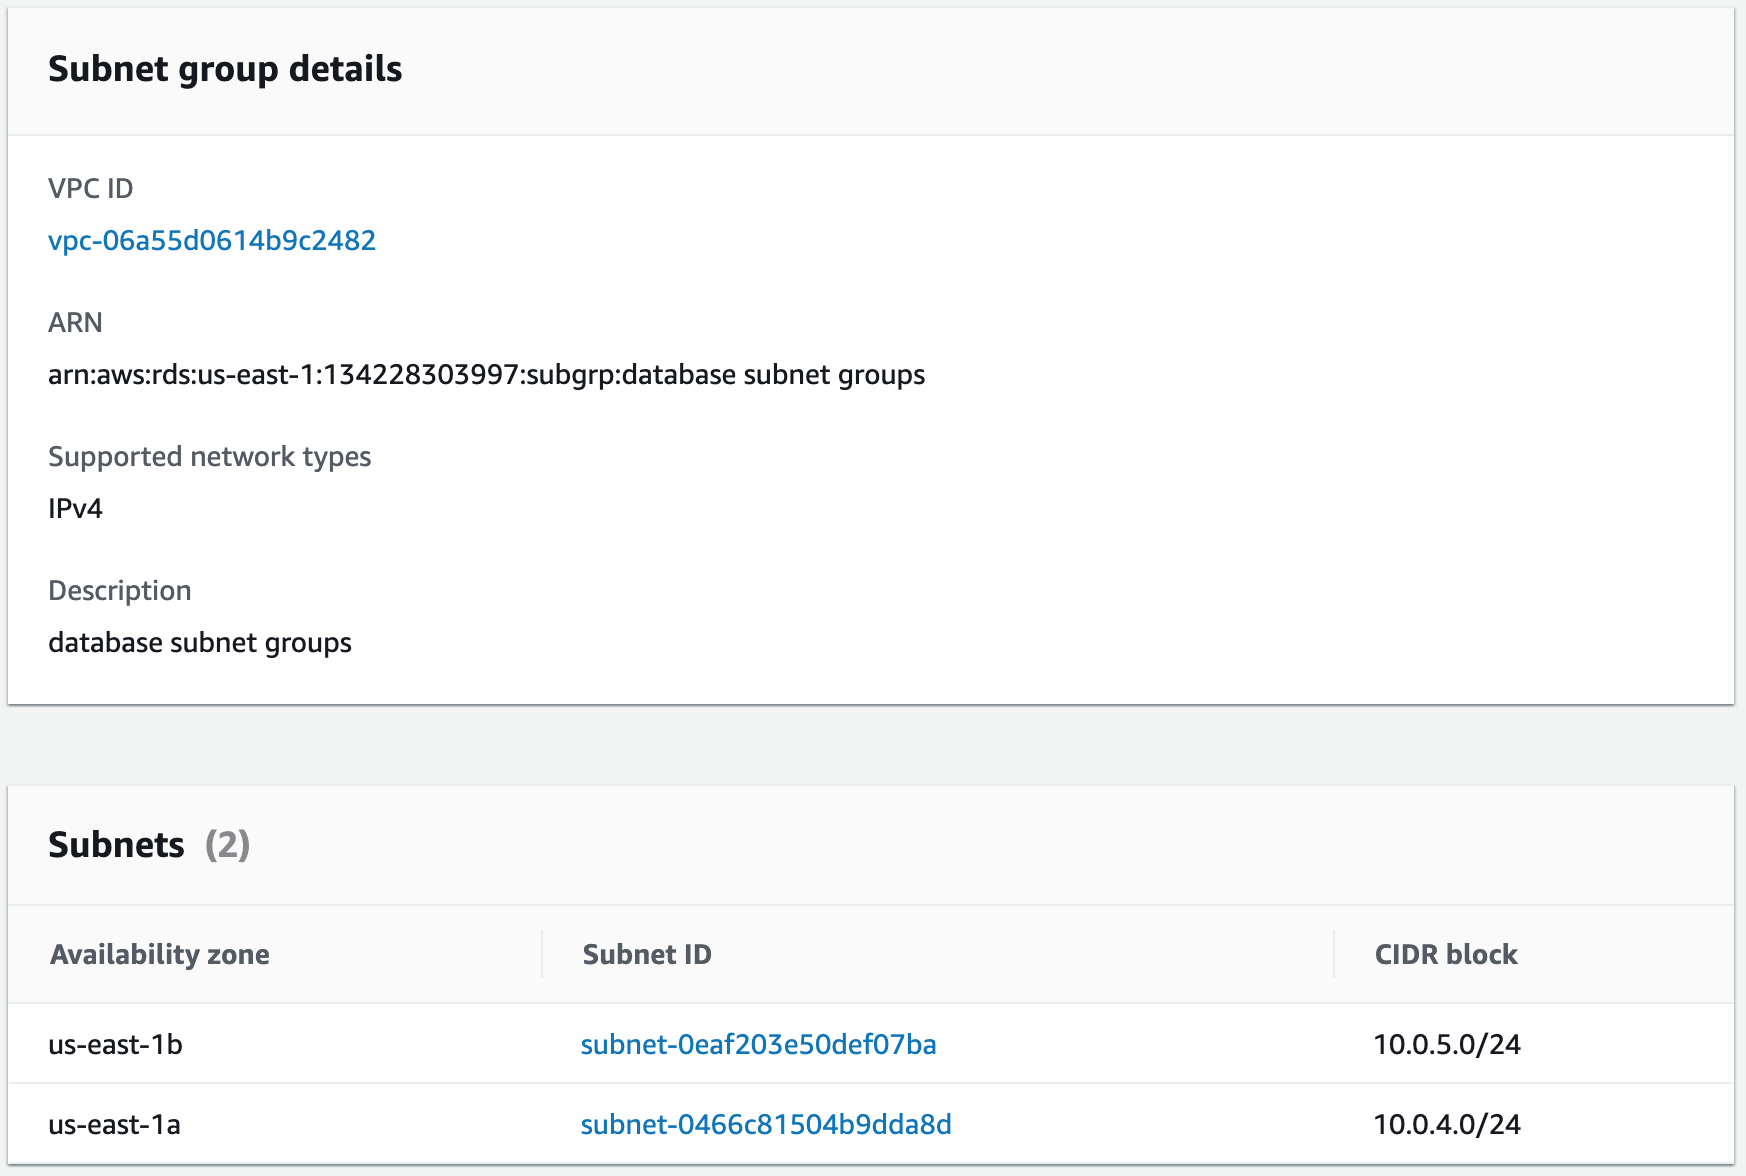 Subnet group details
VPC ID
vpc-06a55d0614b9c2482
ARN
arn:aws:rds:us-east-1:134228303997:subgrp:database subnet groups
Supported network types
IPv4
Description
database subnet groups
Subnets (2)
Availability zone Subnet ID CIDR block
us-east-1b subnet-0eaf203e50def07ba 10.0.5.0/24
us-east-1a subnet-0466c81504b9dda8d 10.0.4.0/24